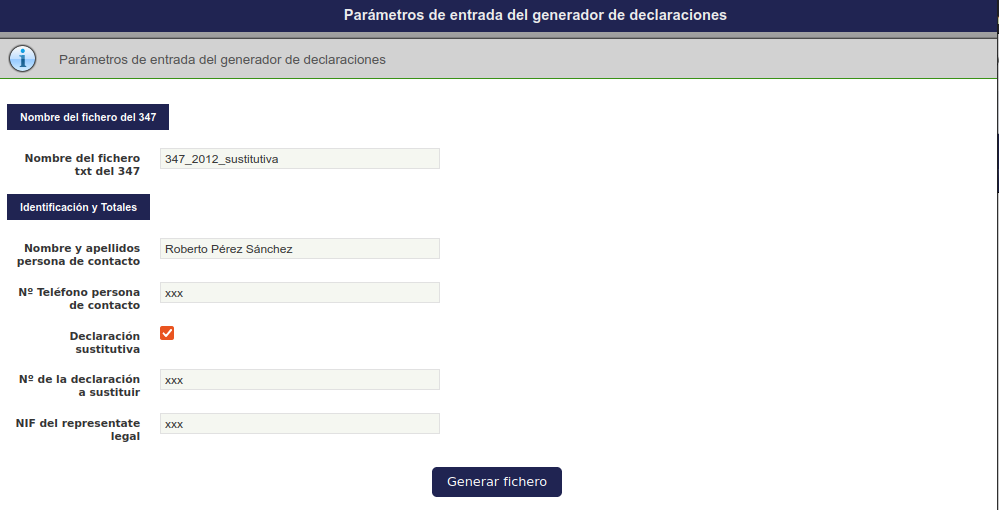 Parámetros de entrada del generador de declaraciones
Parámetros de entrada del generador de declaraciones
Nombre del fichero del 347
Nombre del fichero
txt del 347
347_2012_sustitutiva
Identificación y Totales
Nombre y apellidos
persona de contacto
Roberto Pérez Sánchez
Nº Teléfono persona
de contacto
xxx
Declaración
sustitutiva
Nº de la declaración
a sustituir
xxx
NIF del representate
legal
xxx
Generar fichero